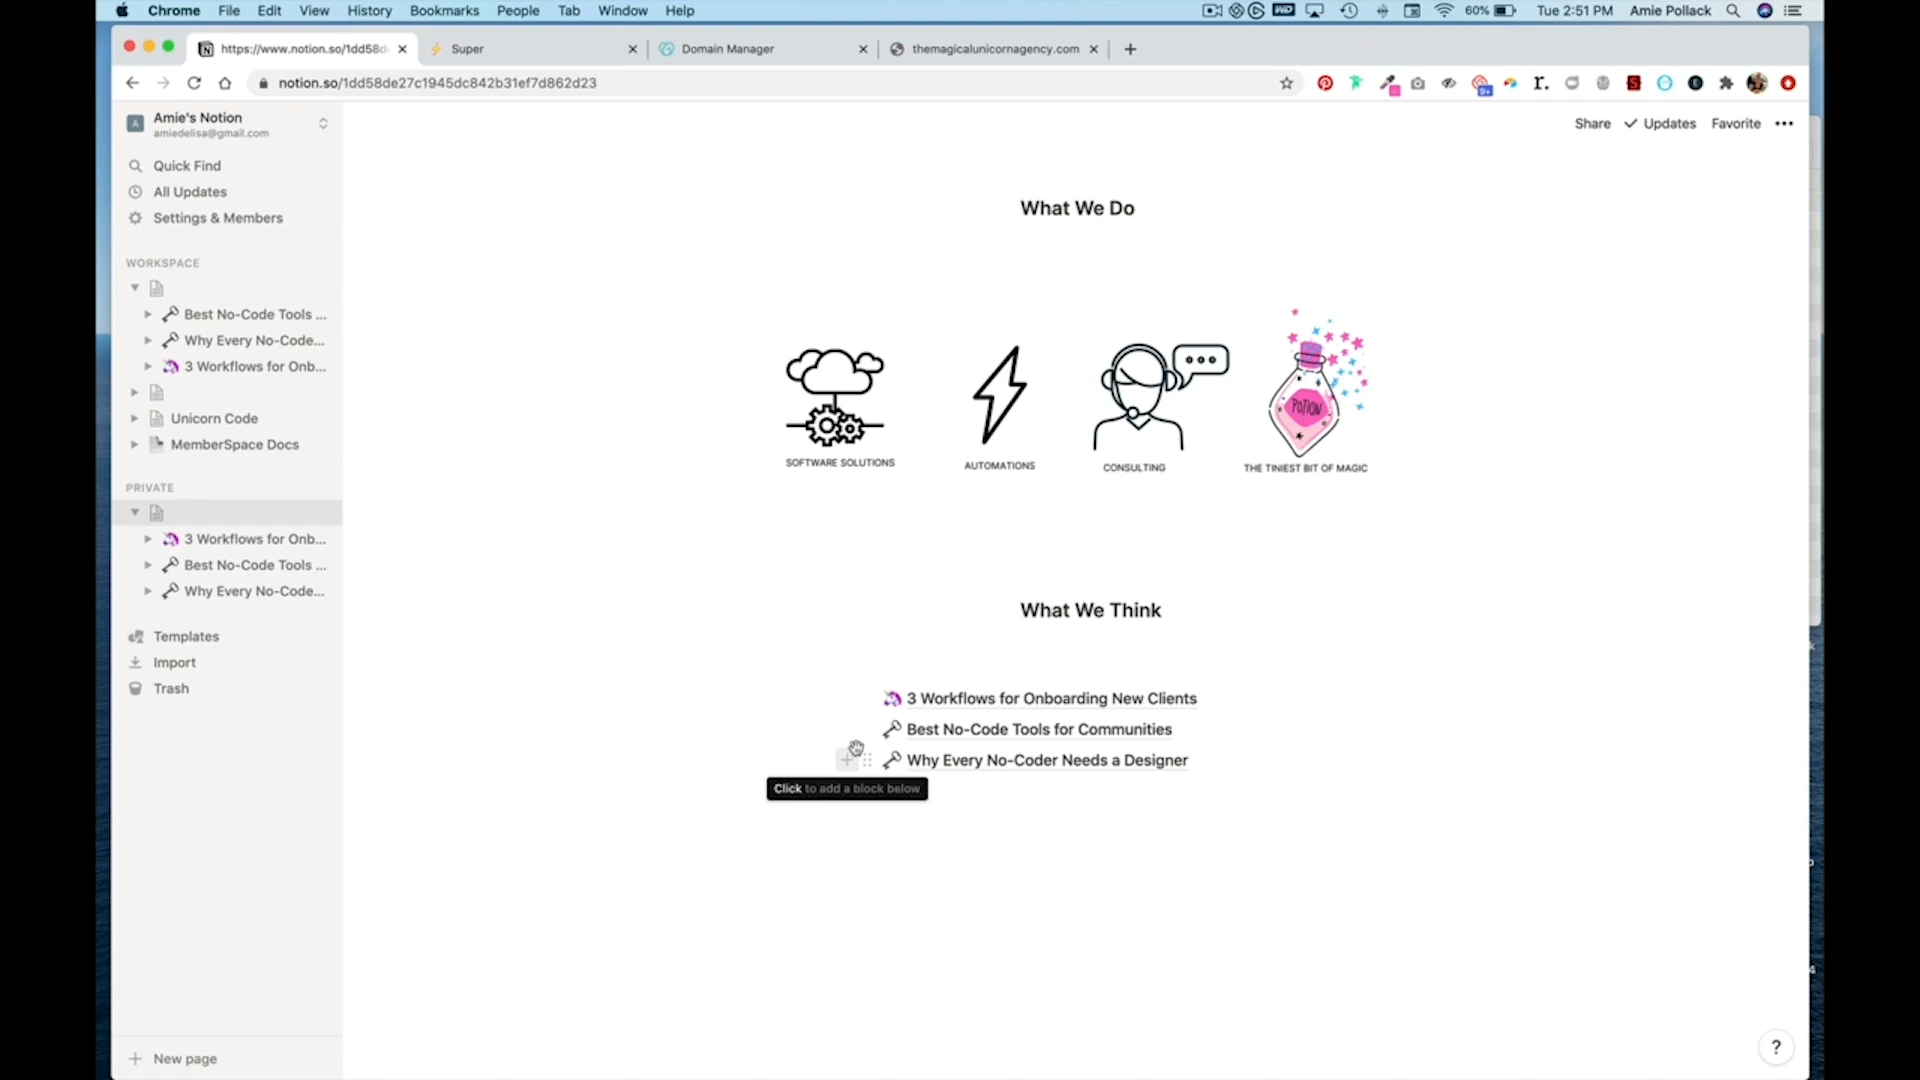 Chrome File Edit View History Bookmarks People Tab Window Help
60% Tue 2:51 PM Amie Pollack
https://www.notion.so/1dd58d
Super
Domain Manager
themagicalunicornagency.com
notion.so/1dd58de27c1945dc842b31ef7d862d23
A
Amie's Notion
amiedelisa@gmail.com
Share Updates Favorite
Quick Find
All Updates
Settings & Members
WORKSPACE
Best No-Code Tools ...
Why Every No-Code...
3 Workflows for Onb...
Unicorn Code
MemberSpace Docs
PRIVATE
3 Workflows for Onb...
Best No-Code Tools ...
Why Every No-Code...
Templates
Import
Trash
New page
What We Do
POTION
SOFTWARE SOLUTIONS
AUTOMATIONS
CONSULTING
THE TINIEST BIT OF MAGIC
What We Think
3 Workflows for Onboarding New Clients
Best No-Code Tools for Communities
Why Every No-Coder Needs a Designer
Click to add a block below
?